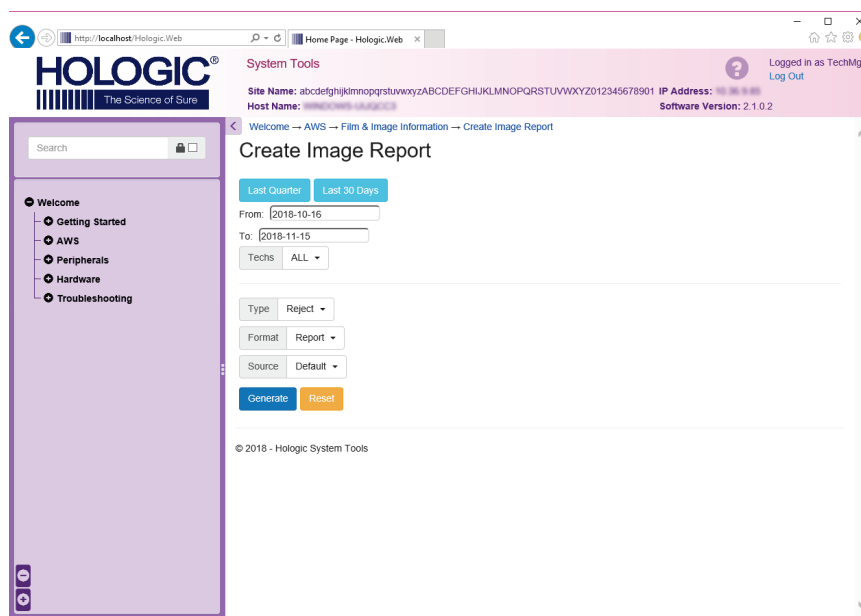 http://localhost/Hologic.Web
Home Page - Hologic.Web
HOLOGIC®
The Science of Sure
System Tools
Logged in as TechMg
Log Out
Site Name: abcdefghijklmnopqrstuvwxyzABCDEFGHIJKLMNOPQRSTUVWXYZ012345678901 IP Address:
Host Name:
Software Version: 2.1.0.2
Search
Welcome → AWS → Film & Image Information → Create Image Report
Create Image Report
Last Quarter Last 30 Days
From: 2018-10-16
To: 2018-11-15
Techs ALL
Type Reject
Format Report
Source Default
Generate Reset
© 2018 - Hologic System Tools
Welcome
Getting Started
AWS
Peripherals
Hardware
Troubleshooting